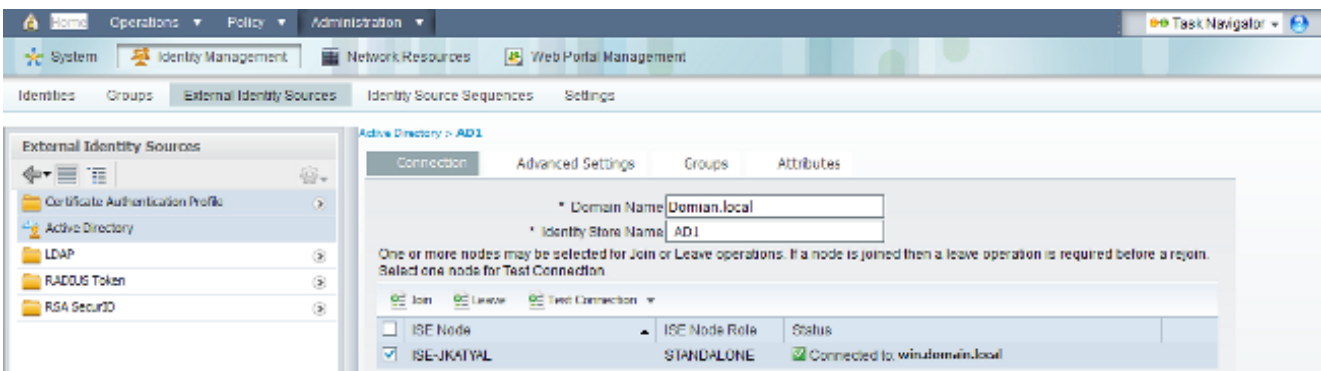 Home Operations Policy Administration Task Navigator
System Identity Management Network Resources Web Portal Management
Identities Groups External Identity Sources Identity Source Sequences Settings
External Identity Sources
Certificate Authentication Profile
Active Directory
LDAP
RADIUS Token
RSA SecurID
Active Directory > AD1
Connection Advanced Settings Groups Attributes
* Domain Name Domian.local
* Identity Store Name AD1
One or more nodes may be selected for Join or Leave operations. If a node is joined then a leave operation is required before a rejoin.
Select one node for Test Connection
Join Leave Test Connection
ISE Node ISE Node Role Status
ISE-JKATYAL STANDALONE Connected to: win.domain.local